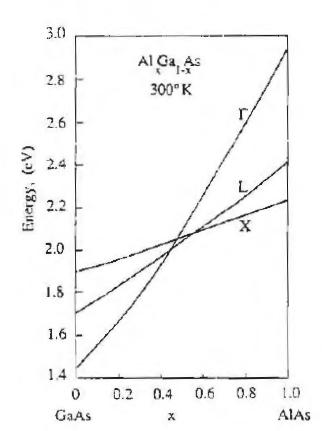 3.0
Al Ga As
x 1-x
300°K
Γ
2.8
2.6
2.4
L
2.2
X
2.0
1.8
1.6
1.4
Energy, (eV)
0 0.2 0.4 0.6 0.8 1.0
GaAs x AlAs